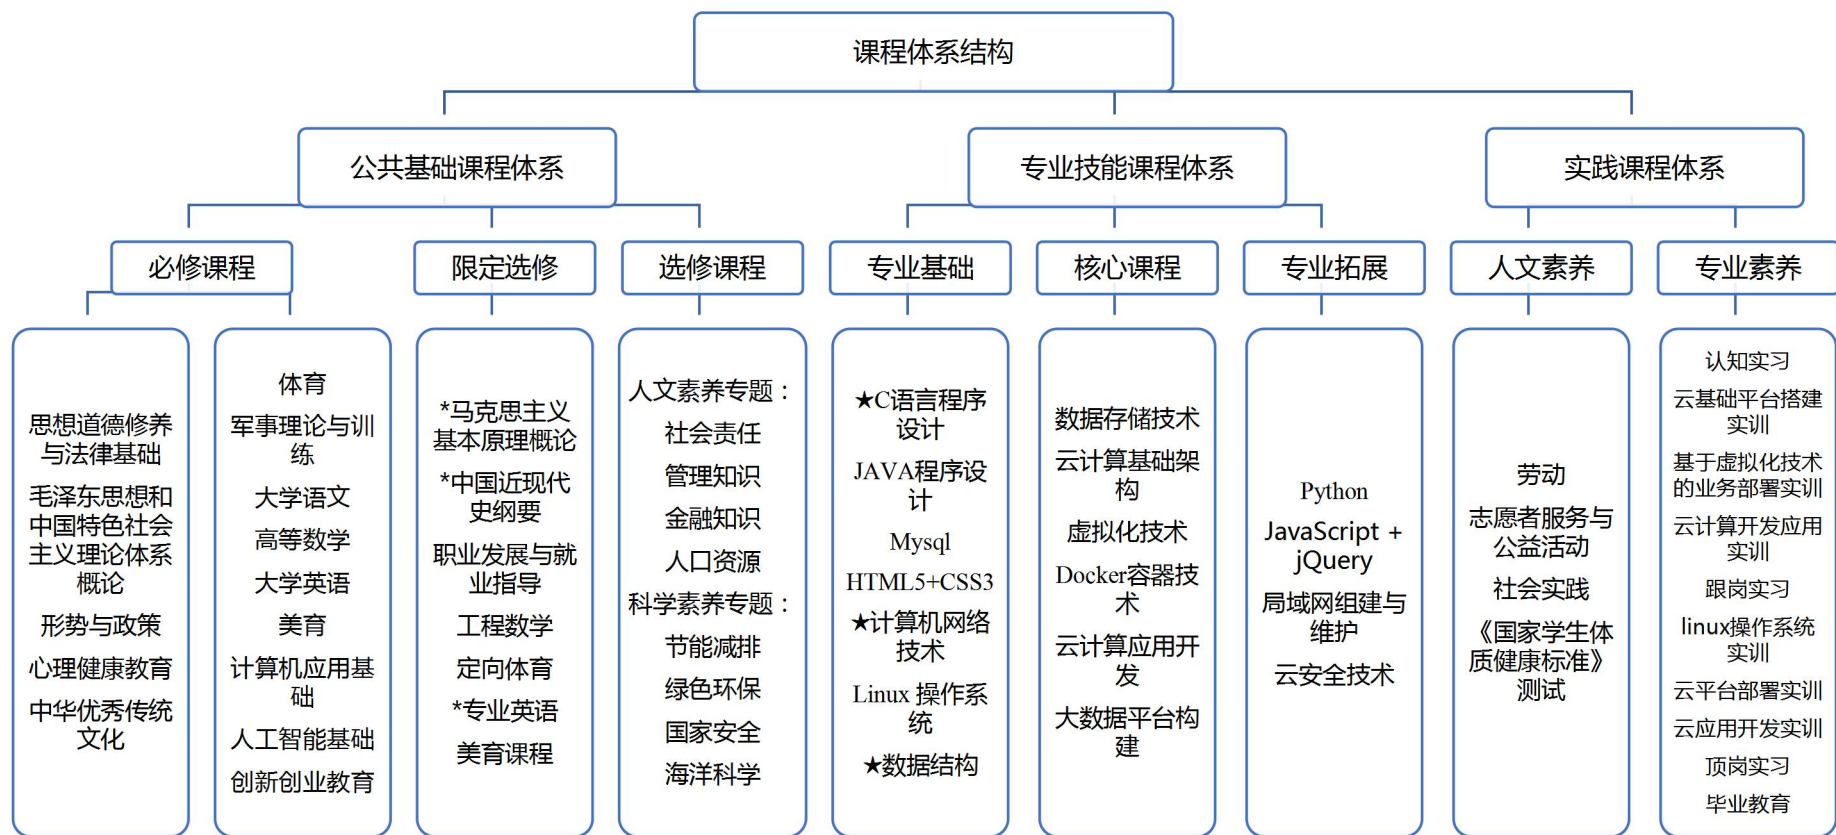 课程体系结构
公共基础课程体系
专业技能课程体系
实践课程体系
必修课程
限定选修
选修课程
专业基础
核心课程
专业拓展
人文素养
专业素养
思想道德修养
与法律基础
毛泽东思想和
中国特色社会
主义理论体系
概论
形势与政策
心理健康教育
中华优秀传统
文化
体育
军事理论与训
练
大学语文
高等数学
大学英语
美育
计算机应用基
础
人工智能基础
创新创业教育
*马克思主义
基本原理概论
*中国近现代
史纲要
职业发展与就
业指导
工程数学
定向体育
*专业英语
美育课程
人文素养专题：
社会责任
管理知识
金融知识
人口资源
科学素养专题：
节能减排
绿色环保
国家安全
海洋科学
★C语言程序
设计
JAVA程序设
计
Mysql
HTML5+CSS3
★计算机网络
技术
Linux 操作系
统
★数据结构
数据存储技术
云计算基础架
构
虚拟化技术
Docker容器技
术
云计算应用开
发
大数据平台构
建
Python
JavaScript +
jQuery
局域网组建与
维护
云安全技术
劳动
志愿者服务与
公益活动
社会实践
《国家学生体
质健康标准》
测试
认知实习
云基础平台搭建
实训
基于虚拟化技术
的业务部署实训
云计算开发应用
实训
跟岗实习
linux操作系统
实训
云平台部署实训
云应用开发实训
顶岗实习
毕业教育